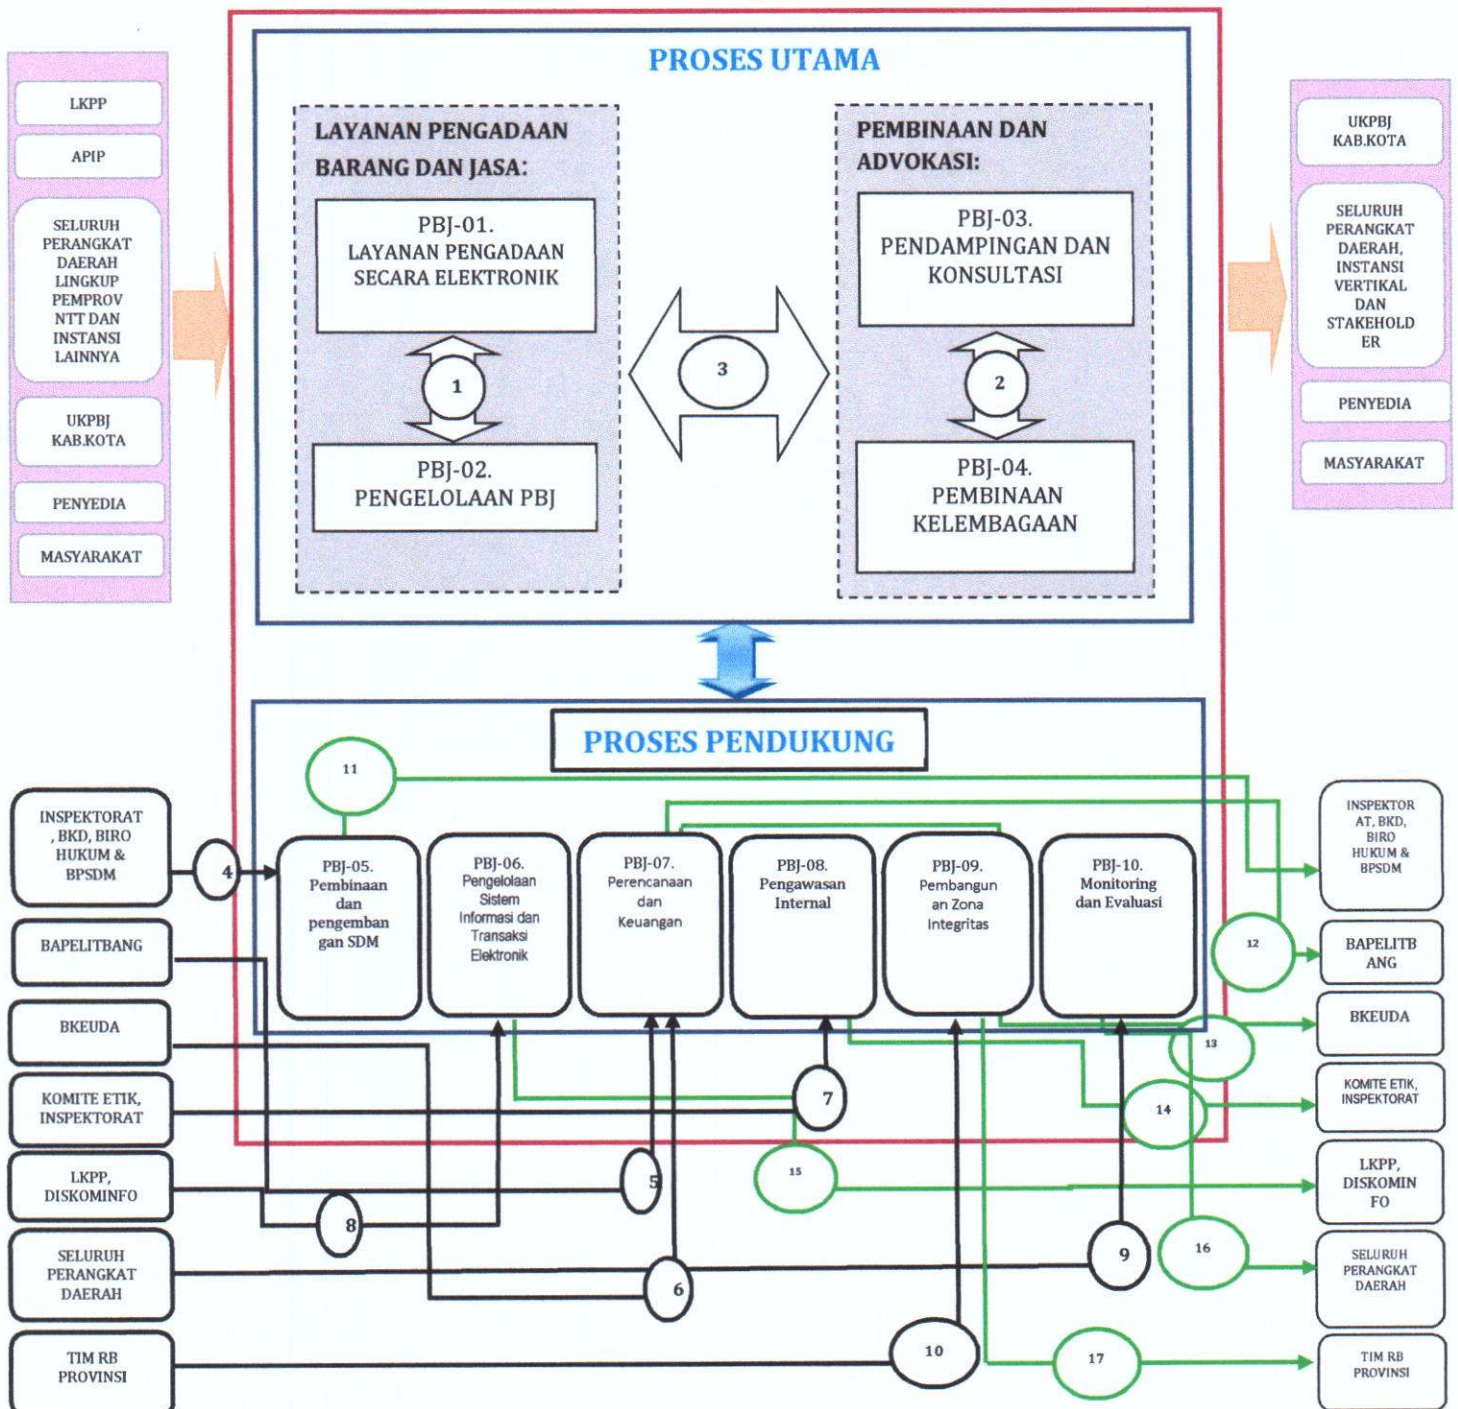 PROSES UTAMA
LKPP
APIP
SELURUH
PERANGKAT
DAERAH
LINGKUP
PEMPROV
NTT DAN
INSTANSI
LAINNYA
UKPBJ
KAB.KOTA
PENYEDIA
MASYARAKAT
LAYANAN PENGADAAN
BARANG DAN JASA:
PBJ-01.
LAYANAN PENGADAAN
SECARA ELEKTRONIK
1
PBJ-02.
PENGELOLAAN PBJ
3
PEMBINAAN DAN
ADVOKASI:
PBJ-03.
PENDAMPINGAN DAN
KONSULTASI
2
PBJ-04.
PEMBINAAN
KELEMBAGAAN
UKPBJ
KAB.KOTA
SELURUH
PERANGKAT
DAERAH,
INSTANSI
VERTIKAL
DAN
STAKEHOLD
ER
PENYEDIA
MASYARAKAT
PROSES PENDUKUNG
11
INSPEKTORAT
, BKD, BIRO
HUKUM &
BPSDM
4
PBJ-05.
Pembinaan
dan
pengemban
gan SDM
PBJ-06.
Pengelolaan
Sistem
Informasi dan
Transaksi
Elektronik
PBJ-07.
Perencanaan
dan
Keuangan
PBJ-08.
Pengawasan
Internal
PBJ-09.
Pembangun
an Zona
Integritas
PBJ-10.
Monitoring
dan Evaluasi
INSPEKTOR
AT, BKD,
BIRO
HUKUM &
BPSDM
BAPELITBANG
12
BAPELITB
ANG
BKEUDA
13
BKEUDA
KOMITE ETIK,
INSPEKTORAT
7
14
KOMITE ETIK,
INSPEKTORAT
LKPP,
DISKOMINFO
8
5
15
LKPP,
DISKOMIN
FO
SELURUH
PERANGKAT
DAERAH
6
9
16
SELURUH
PERANGKAT
DAERAH
TIM RB
PROVINSI
10
17
TIM RB
PROVINSI